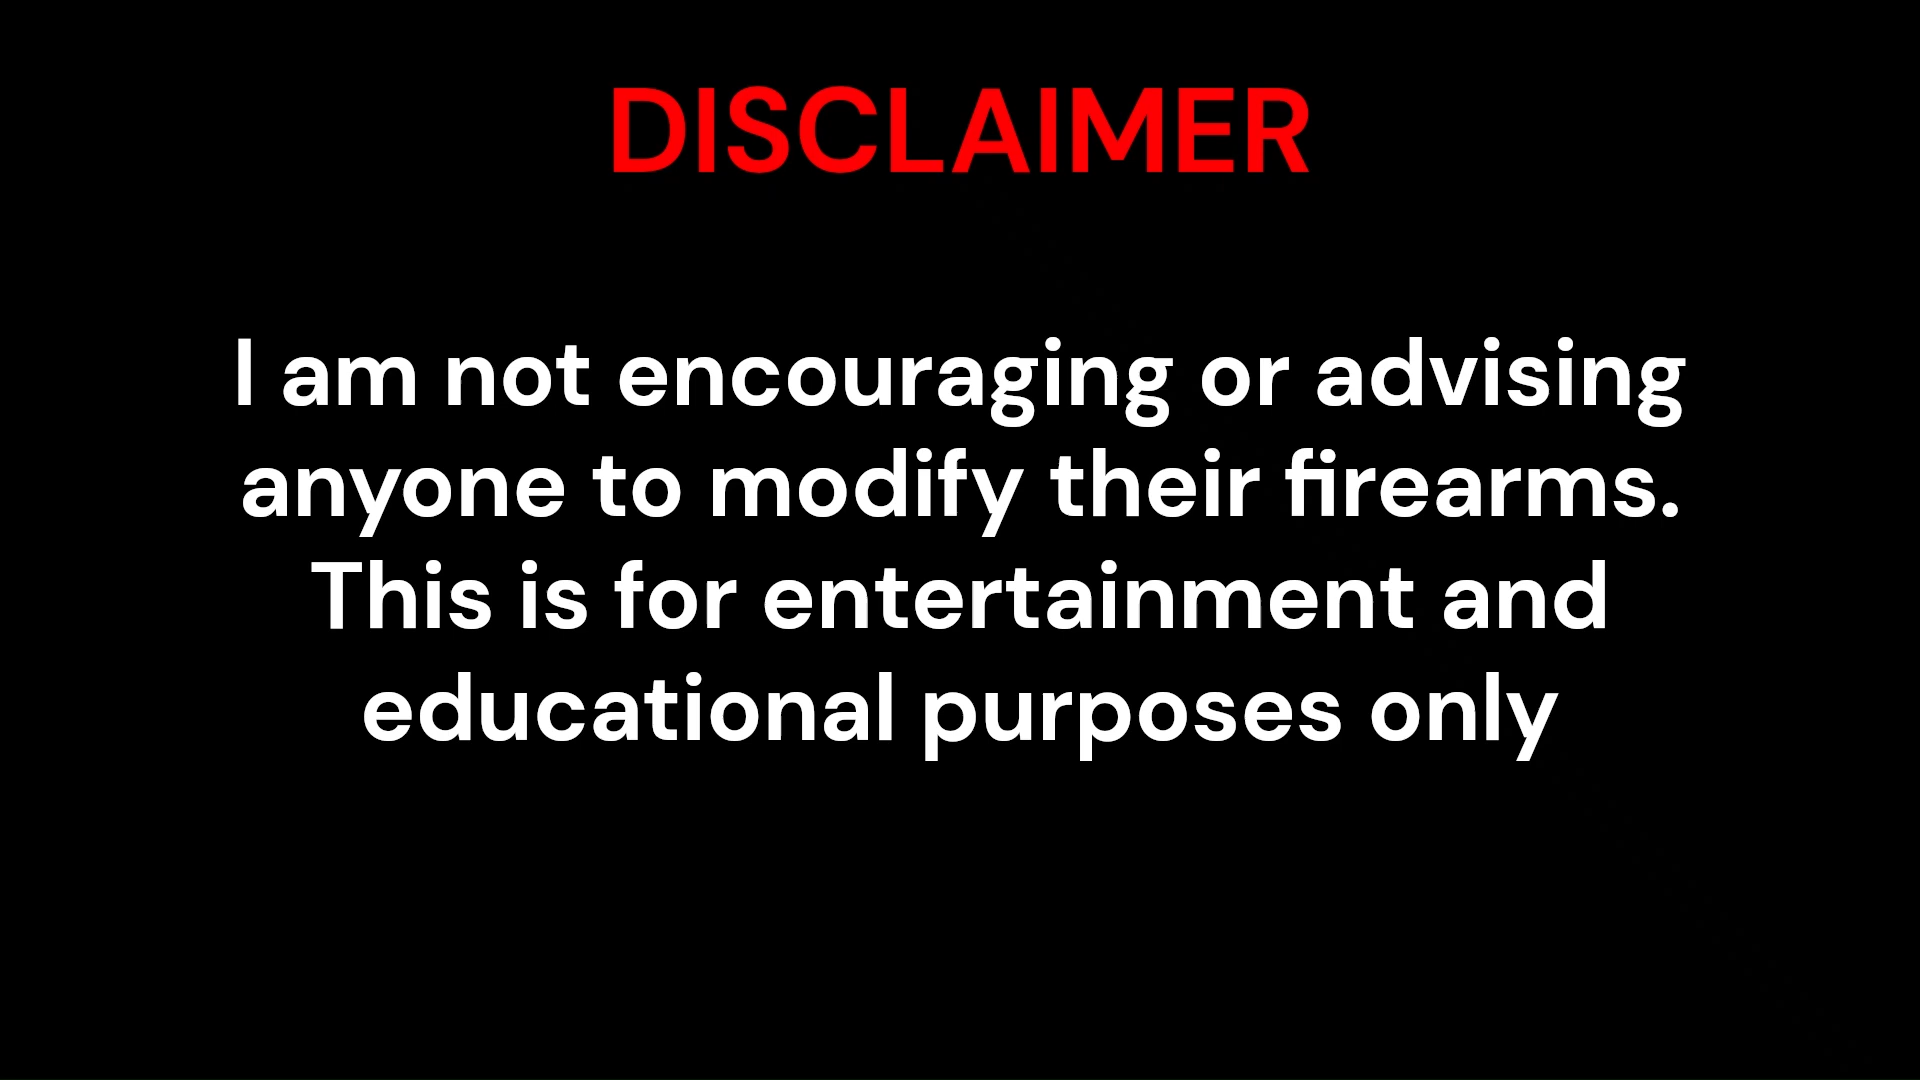 DISCLAIMER
I am not encouraging or advising
anyone to modify their firearms.
This is for entertainment and
educational purposes only